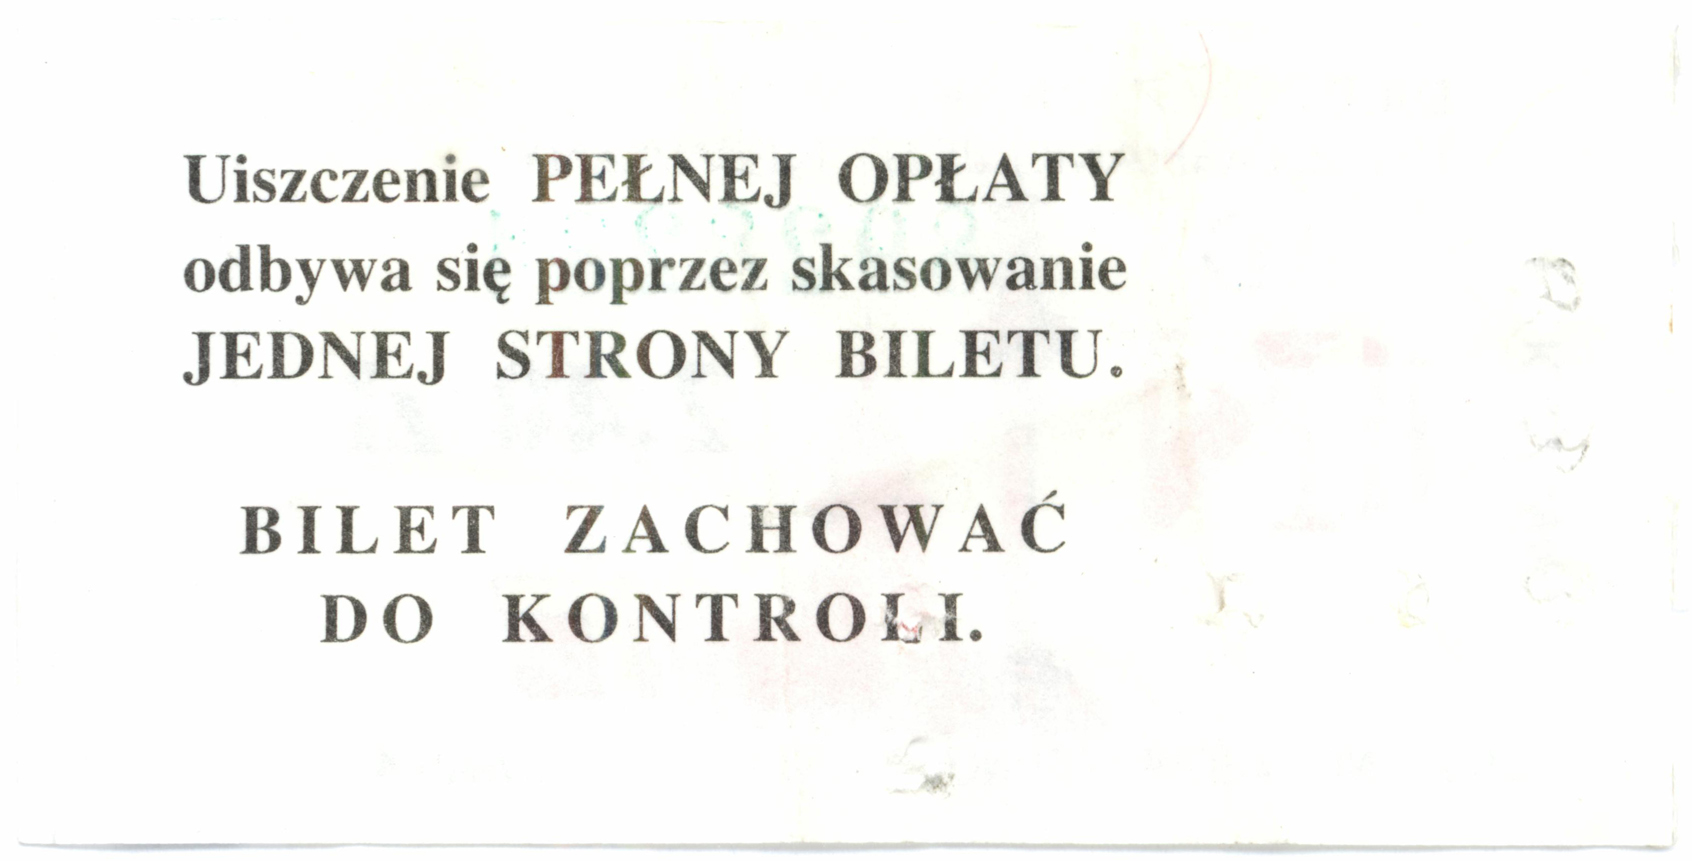 Uiszczenie PEŁNEJ OPŁATY
odbywa się poprzez skasowanie
JEDNEJ STRONY BILETU.
BILET ZACHOWAĆ
DO KONTROLI.